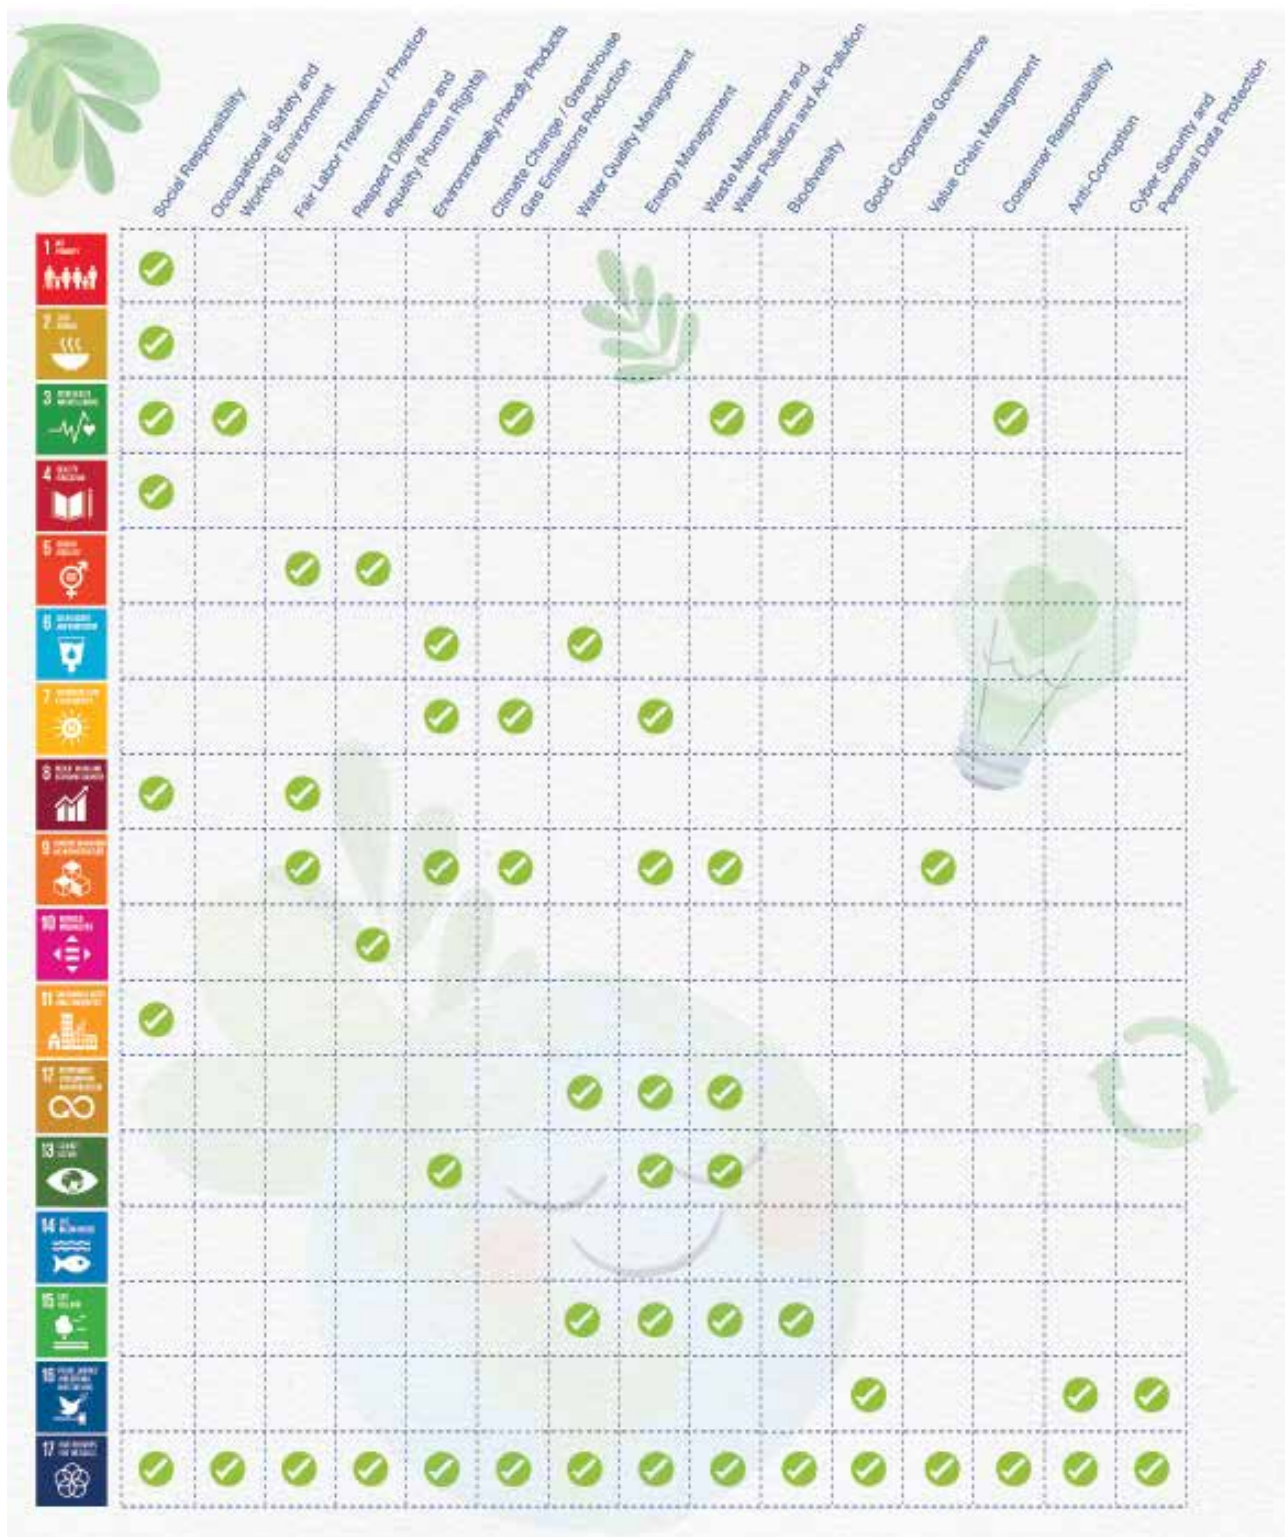 Social Responsibility
Occupational Safety and
Working Environment
Fair Labor Treatment / Practice
Respect Difference and
equality (Human Rights)
Environmentally Friendly Products
Climate Change / Greenhouse
Gas Emissions Reduction
Water Quality Management
Energy Management
Waste Management and
Water Pollution and Air Pollution
Biodiversity
Good Corporate Governance
Value Chain Management
Consumer Responsibility
Anti-Corruption
Cyber Security and
Personal Data Protection
1
2
3
4
5
6
7
8
9
10
11
12
13
14
15
16
17